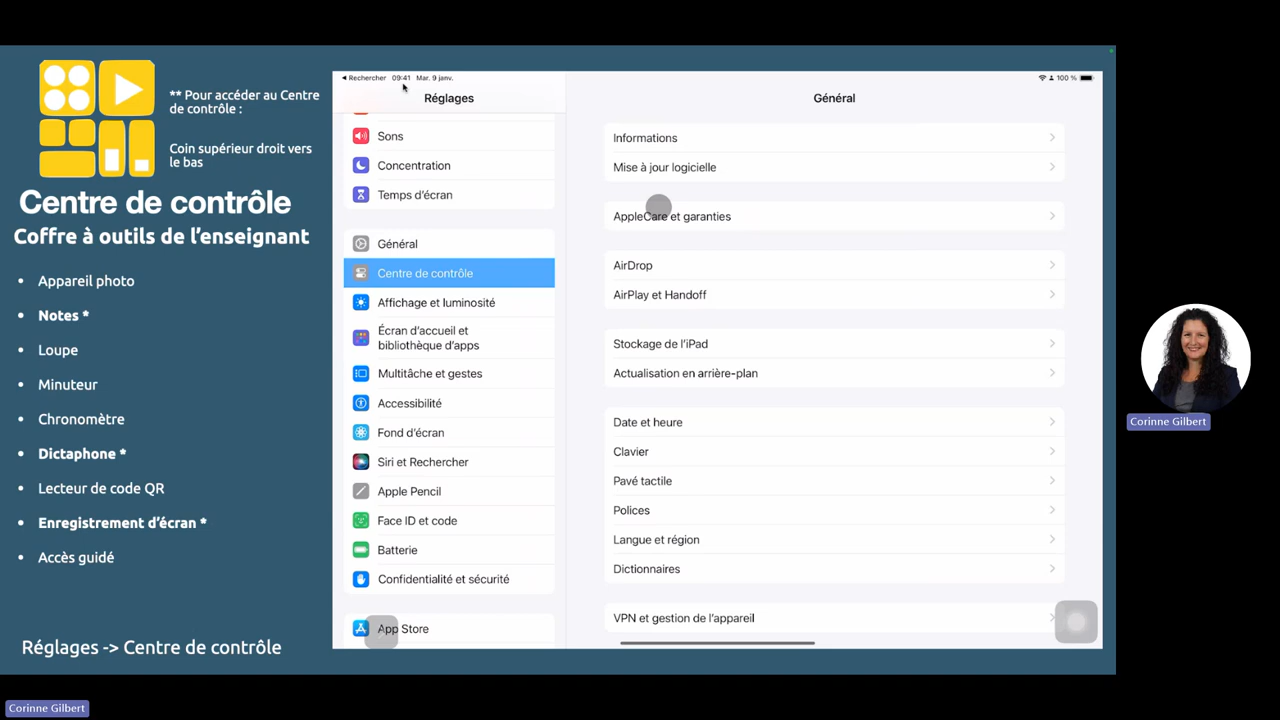 ** Pour accéder au Centre
de contrôle :
Coin supérieur droit vers
le bas
Centre de contrôle
Coffre à outils de l'enseignant
• Appareil photo
• Notes *
• Loupe
• Minuteur
• Chronomètre
• Dictaphone *
• Lecteur de code QR
• Enregistrement d'écran *
• Accès guidé
Réglages -> Centre de contrôle
Rechercher 09:41 Mar. 9 janv.
100 %
Réglages
Sons
Concentration
Temps d'écran
Général
Centre de contrôle
Affichage et luminosité
Écran d'accueil et
bibliothèque d'apps
Multitâche et gestes
Accessibilité
Fond d'écran
Siri et Rechercher
Apple Pencil
Face ID et code
Batterie
Confidentialité et sécurité
App Store
Général
Informations
Mise à jour logicielle
AppleCare et garanties
AirDrop
AirPlay et Handoff
Stockage de l'iPad
Actualisation en arrière-plan
Date et heure
Clavier
Pavé tactile
Polices
Langue et région
Dictionnaires
VPN et gestion de l'appareil
Corinne Gilbert
Corinne Gilbert